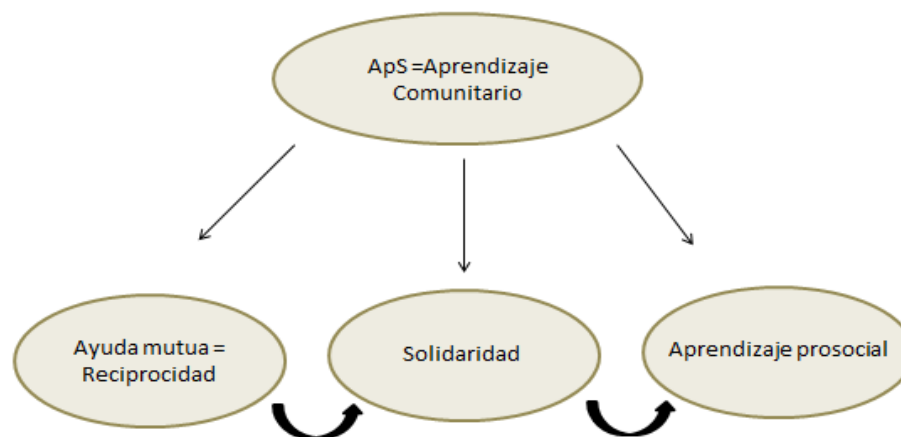 ApS =Aprendizaje
Comunitario
Ayuda mutua =
Reciprocidad
Solidaridad
Aprendizaje prosocial